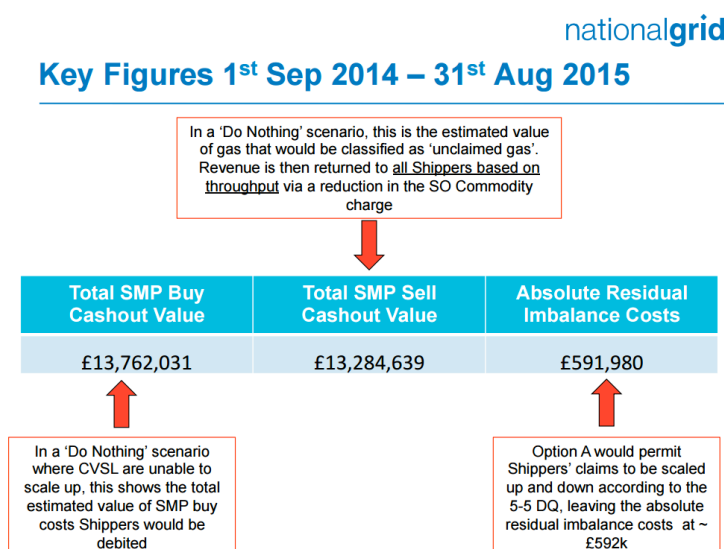 nationalgrid
Key Figures 1st Sep 2014 – 31st Aug 2015
In a ‘Do Nothing’ scenario, this is the estimated value
of gas that would be classified as ‘unclaimed gas’.
Revenue is then returned to all Shippers based on
throughput via a reduction in the SO Commodity
charge
Total SMP Buy
Cashout Value
Total SMP Sell
Cashout Value
Absolute Residual
Imbalance Costs
£13,762,031
£13,284,639
£591,980
In a ‘Do Nothing’ scenario
where CVSL are unable to
scale up, this shows the total
estimated value of SMP buy
costs Shippers would be
debited
Option A would permit
Shippers’ claims to be scaled
up and down according to the
5-5 DQ, leaving the absolute
residual imbalance costs at ~
£592k